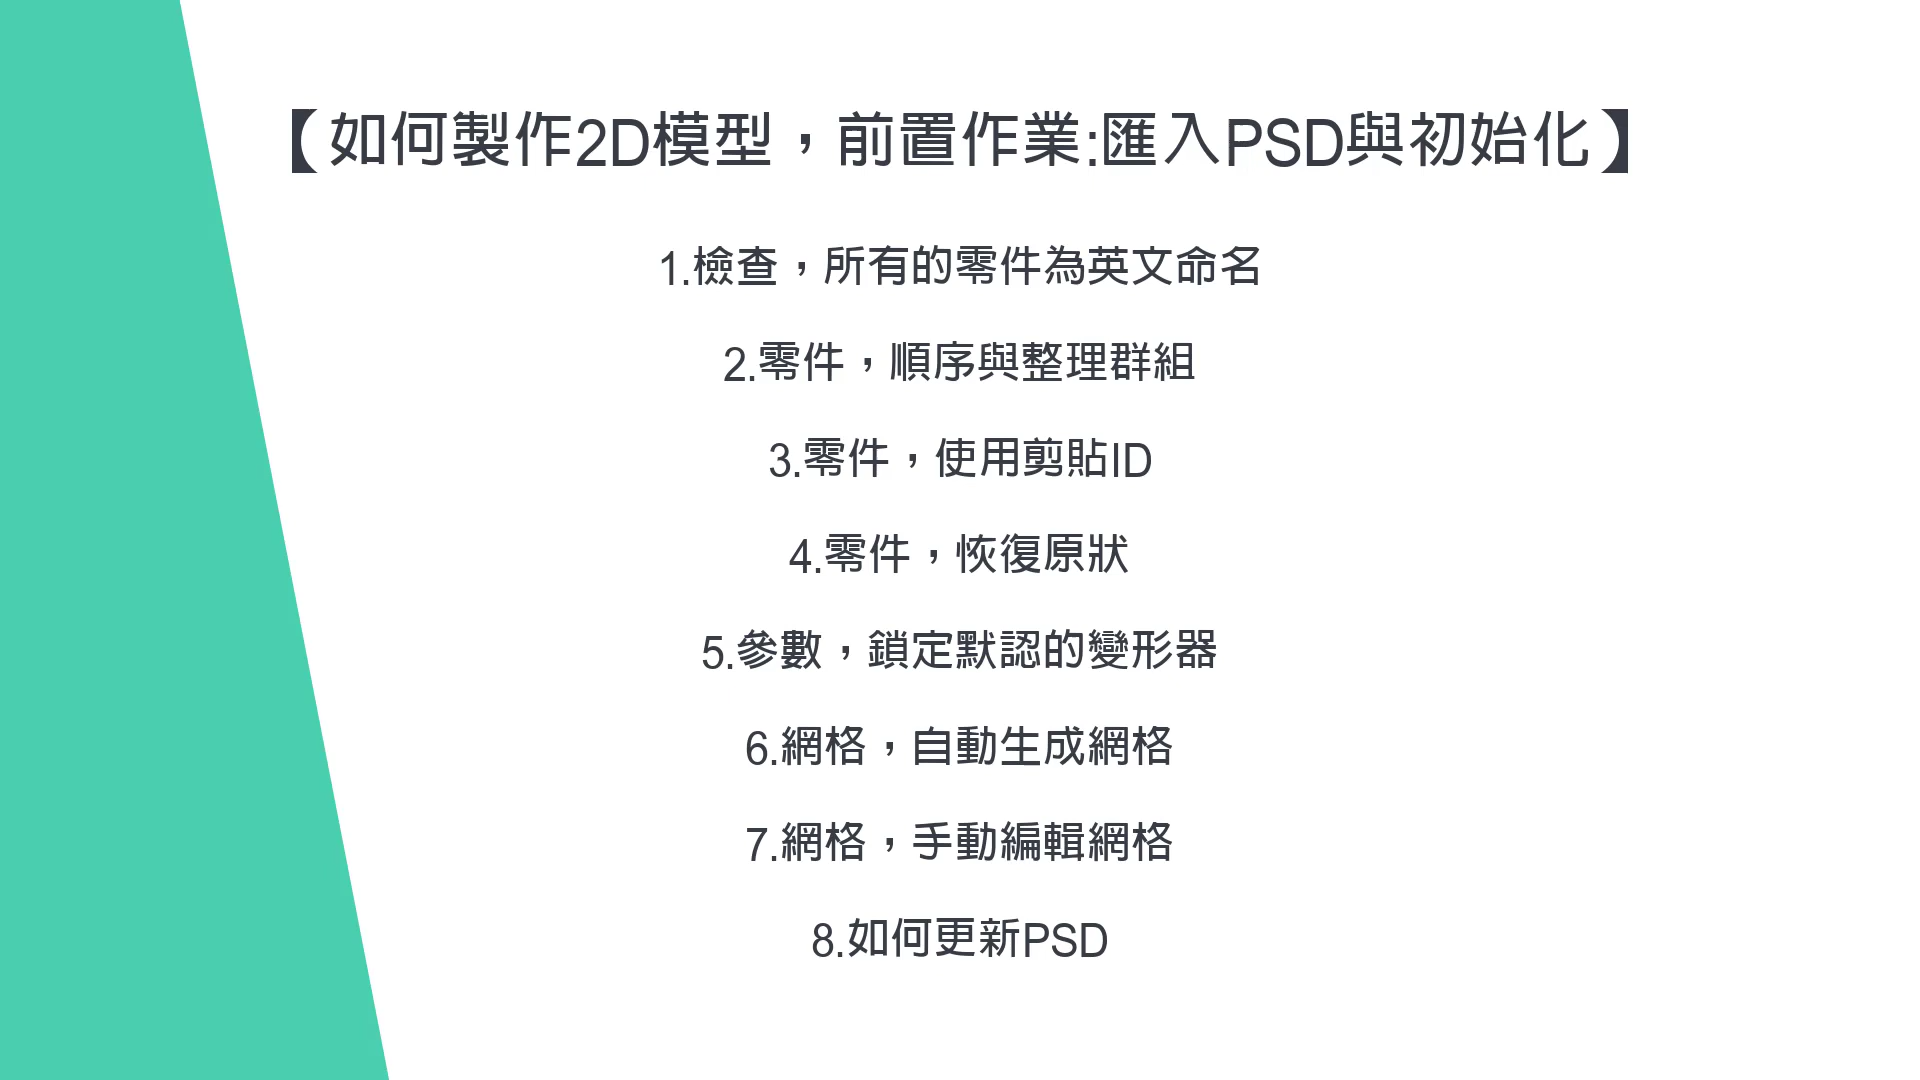 【如何製作2D模型，前置作業:匯入PSD與初始化】
1.檢查，所有的零件為英文命名
2.零件，順序與整理群組
3.零件，使用剪貼ID
4.零件，恢復原狀
5.參數，鎖定默認的變形器
6.網格，自動生成網格
7.網格，手動編輯網格
8.如何更新PSD